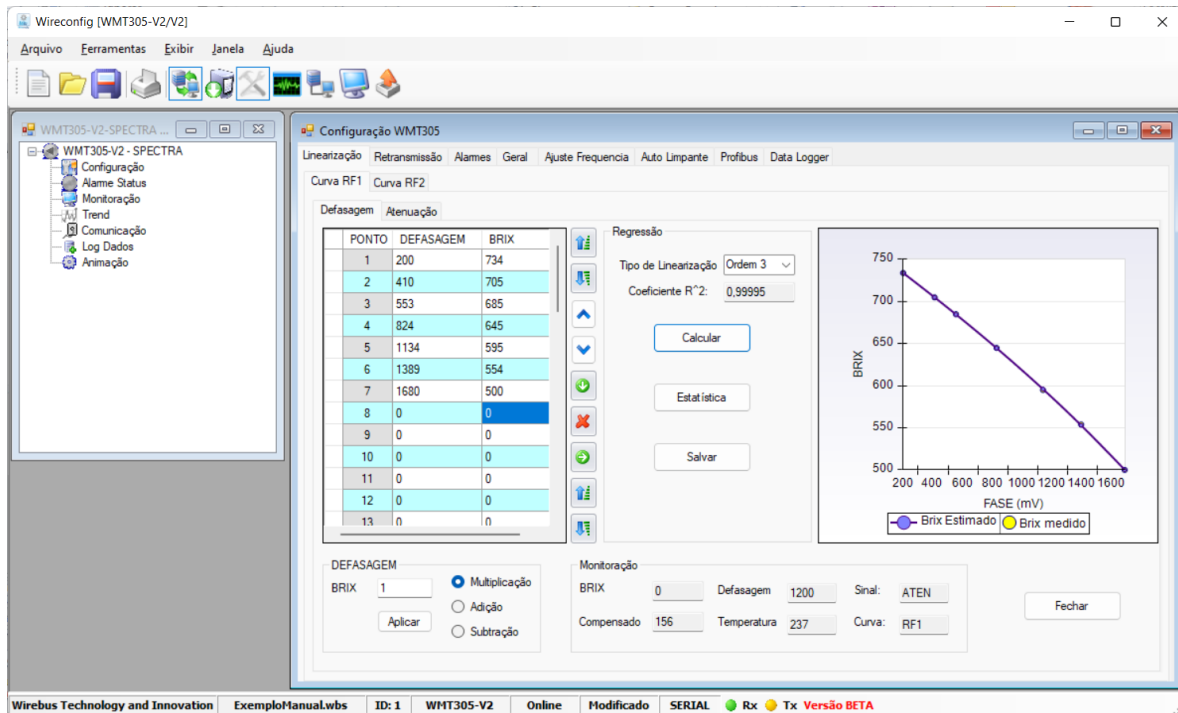 Wireconfig [WMT305-V2/V2]
Arquivo Ferramentas Exibir Janela Ajuda
WMT305-V2-SPECTRA ...
WMT305-V2 - SPECTRA
Configuração
Alarme Status
Monitoração
Trend
Comunicação
Log Dados
Animação
Configuração WMT305
Linearização Retransmissão Alarmes Geral Ajuste Frequencia Auto Limpante Profibus Data Logger
Curva RF1 Curva RF2
Defasagem Atenuação
PONTO DEFASAGEM BRIX
1 200 734
2 410 705
3 553 685
4 824 645
5 1134 595
6 1389 554
7 1680 500
8 0 0
9 0 0
10 0 0
11 0 0
12 0 0
13 0 0
Regressão
Tipo de Linearização Ordem 3
Coeficiente R^2: 0,99995
Calcular
Estatística
Salvar
750
700
650
600
550
500
BRIX
200 400 600 800 1000 1200 1400 1600
FASE (mV)
Brix Estimado Brix medido
DEFASAGEM
BRIX 1
Aplicar
Multiplicação
Adição
Subtração
Monitoração
BRIX 0 Defasagem 1200 Sinal: ATEN
Compensado 156 Temperatura 237 Curva: RF1
Fechar
Wirebus Technology and Innovation ExemploManual.wbs ID: 1 WMT305-V2 Online Modificado SERIAL Rx Tx Versão BETA